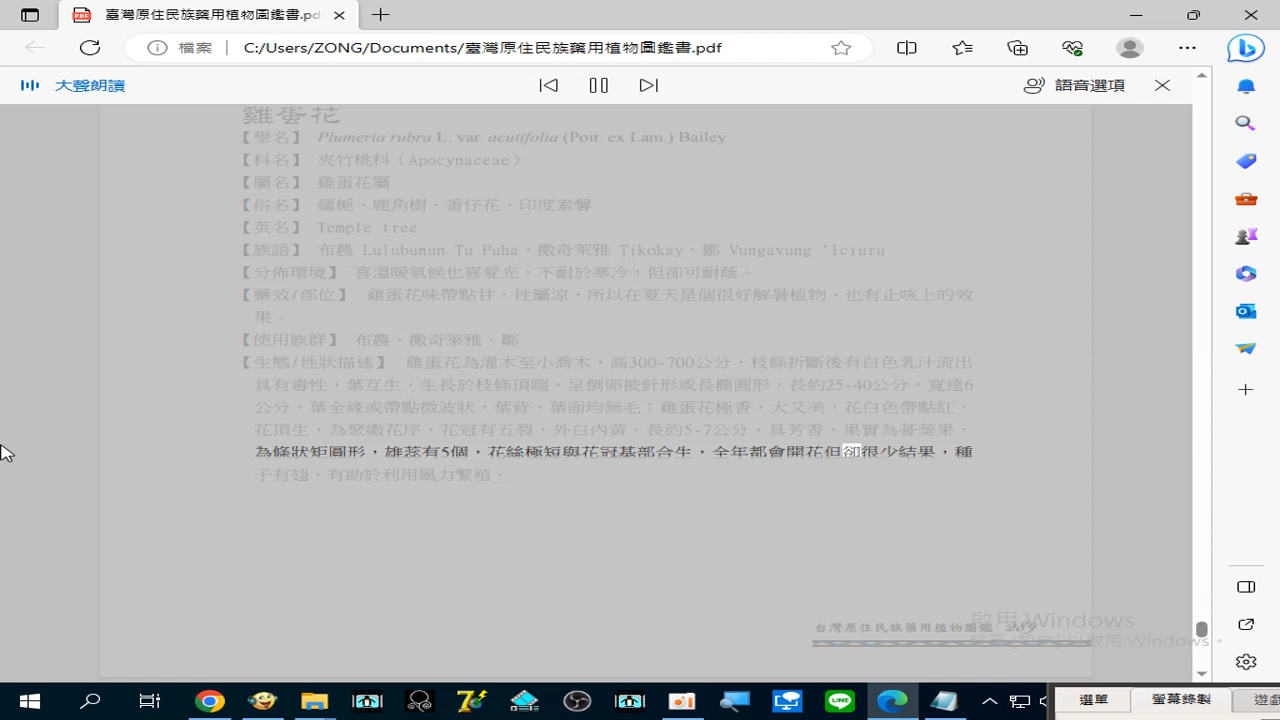 臺灣原住民族藥用植物圖鑑書.pd
檔案
C:/Users/ZONG/Documents/臺灣原住民族藥用植物圖鑑書.pdf
大聲朗讀
語音選項
雞蛋花
【學名】 Plumeria rubra L. var. acutifolia (Poir. ex Lam.) Bailey
【科名】 夾竹桃科（Apocynaceae）
【屬名】 雞蛋花屬
【俗名】 緬梔、鹿角樹、番仔花、印度素馨
【英名】 Temple tree
【族語】 布農 Lulubunun Tu Puha、撒奇萊雅 Tikokay、鄒 Vungavung 'Iciuru
【分佈環境】 喜溫暖氣候也喜愛光，不耐於寒冷，但卻可耐蔭。
【藥效/部位】 雞蛋花味帶點甘，性屬涼，所以在夏天是個很好解暑植物、也有止咳上的效
果。
【使用族群】 布農、撒奇萊雅、鄒
【生態/性狀描述】 雞蛋花為灌木至小喬木，高300-700公分，枝條折斷後有白色乳汁流出
具有毒性，葉互生，生長於枝條頂端，呈倒卵披針形或長橢圓形，長約25-40公分，寬達6
公分，葉全緣或帶點微波狀，葉背、葉面均無毛；雞蛋花極香，大又美，花白色帶點紅，
花頂生，為聚繖花序，花冠有五裂，外白內黃，長約5-7公分，具芳香，果實為蓇葖果，
為條狀矩圓形，雄蕊有5個，花絲極短與花冠基部合生，全年都會開花但卻很少結果，種
子有翅，有助於利用風力繁殖。
台灣原住民族藥用植物圖鑑 289
啟用 Windows
移至 [設定] 以啟用 Windows。
選單
螢幕錄製
遊戲